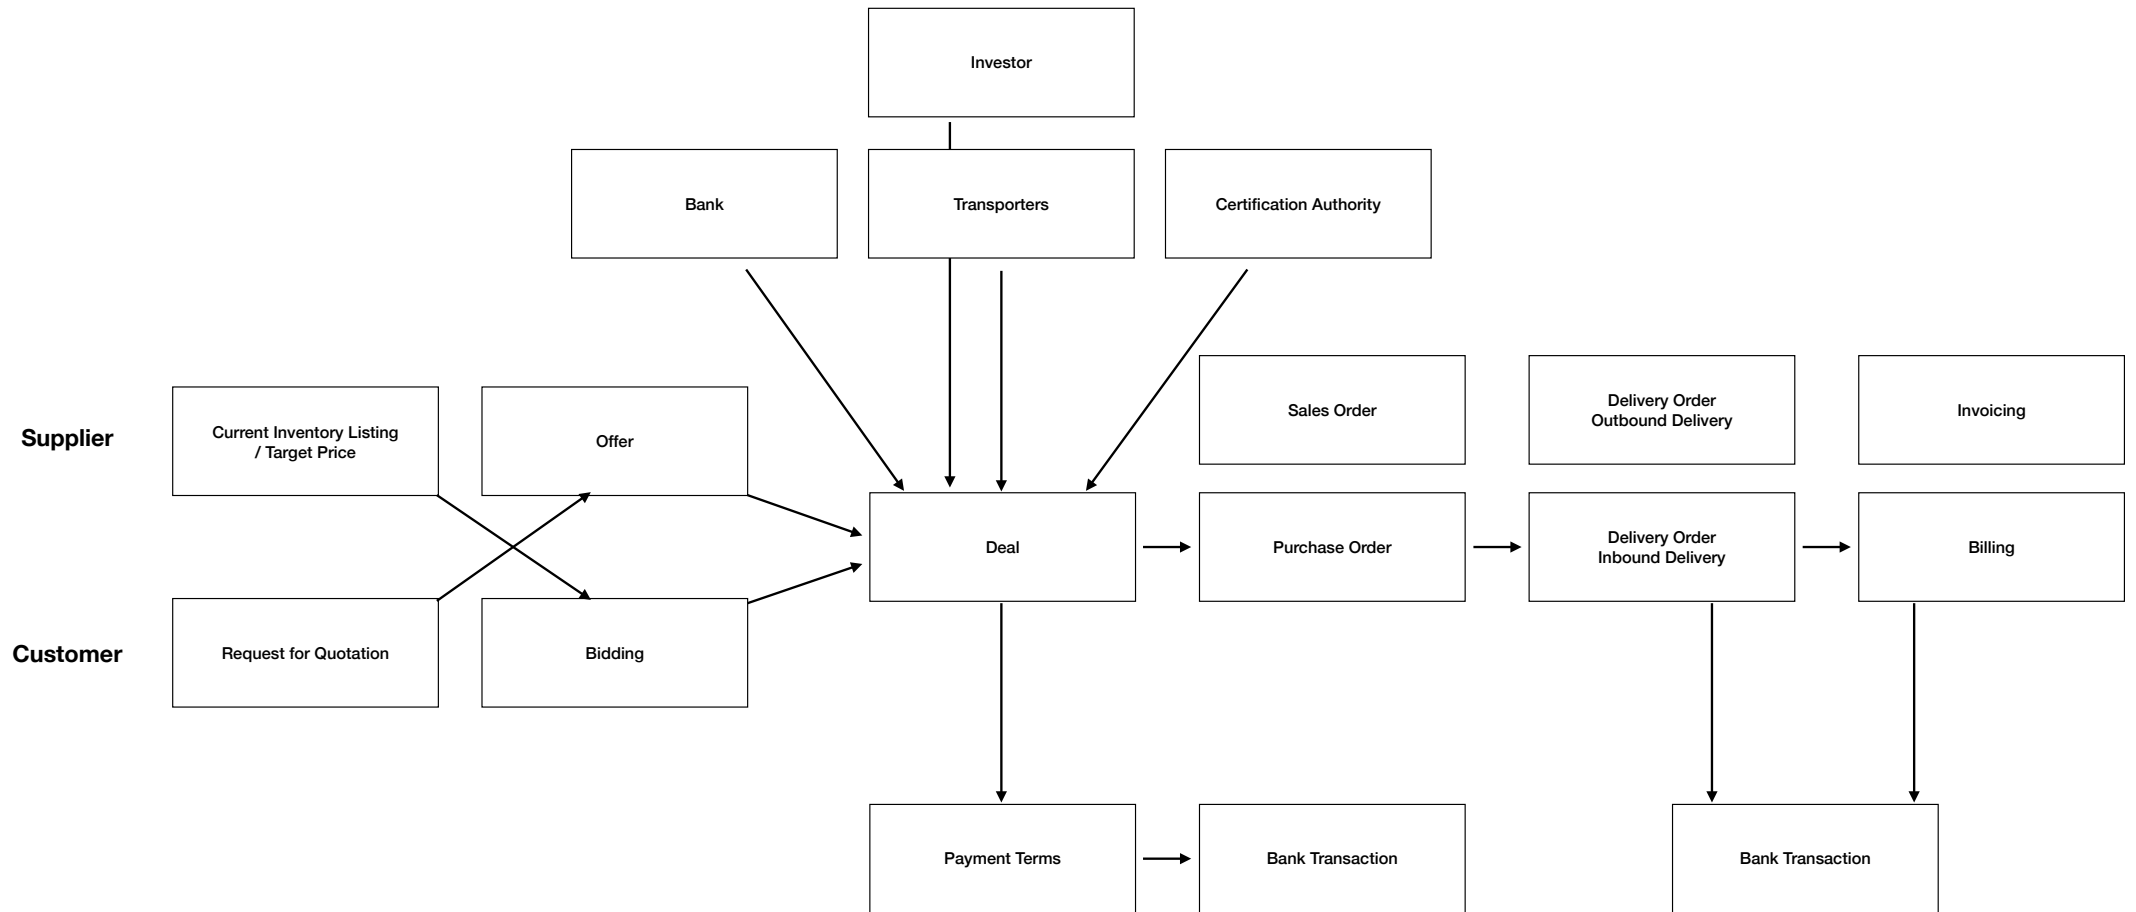 Investor
Bank
Transporters
Certification Authority
Sales Order
Delivery Order
Outbound Delivery
Invoicing
Supplier
Current Inventory Listing
/ Target Price
Offer
Deal
Purchase Order
Delivery Order
Inbound Delivery
Billing
Customer
Request for Quotation
Bidding
Payment Terms
Bank Transaction
Bank Transaction